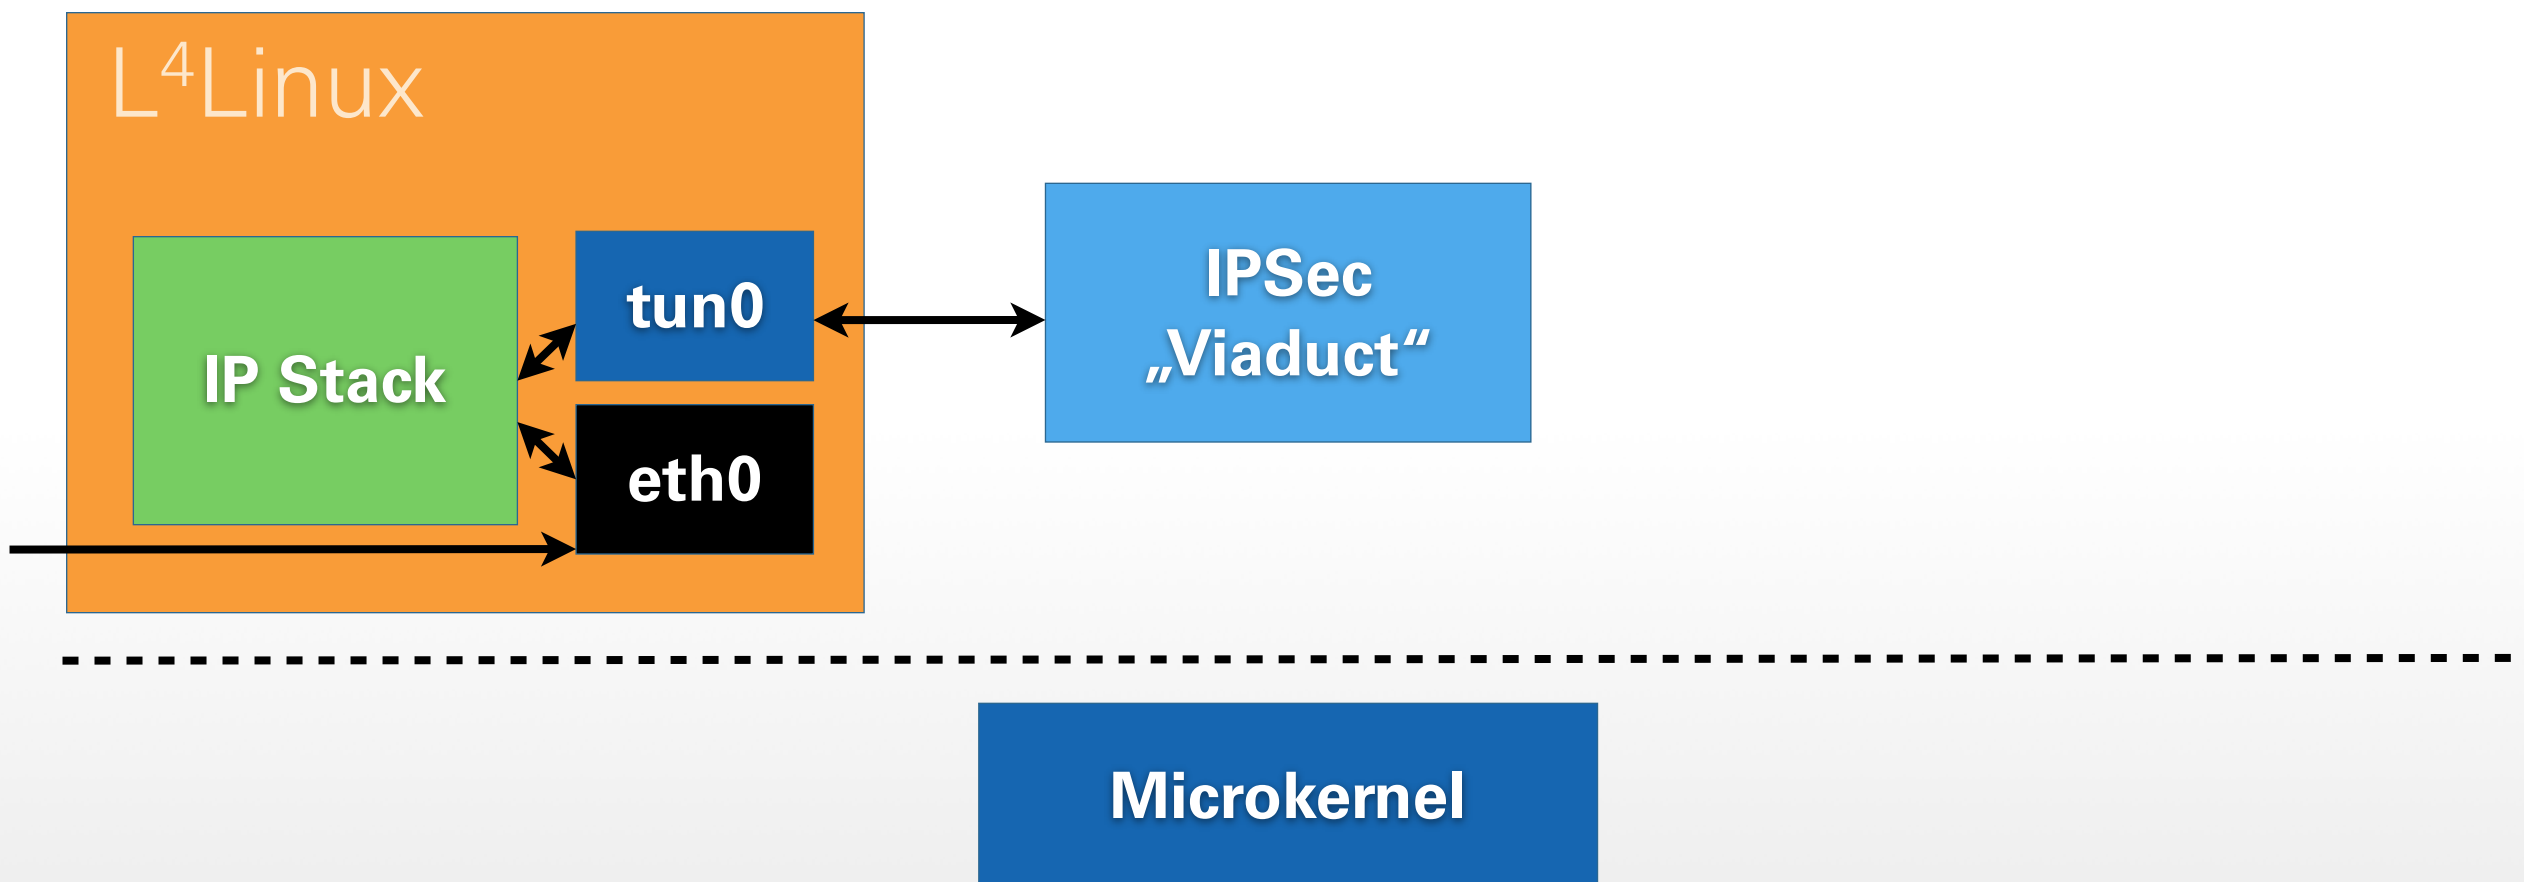 L⁴Linux
IP Stack
tun0
eth0
IPSec
„Viaduct“
Microkernel